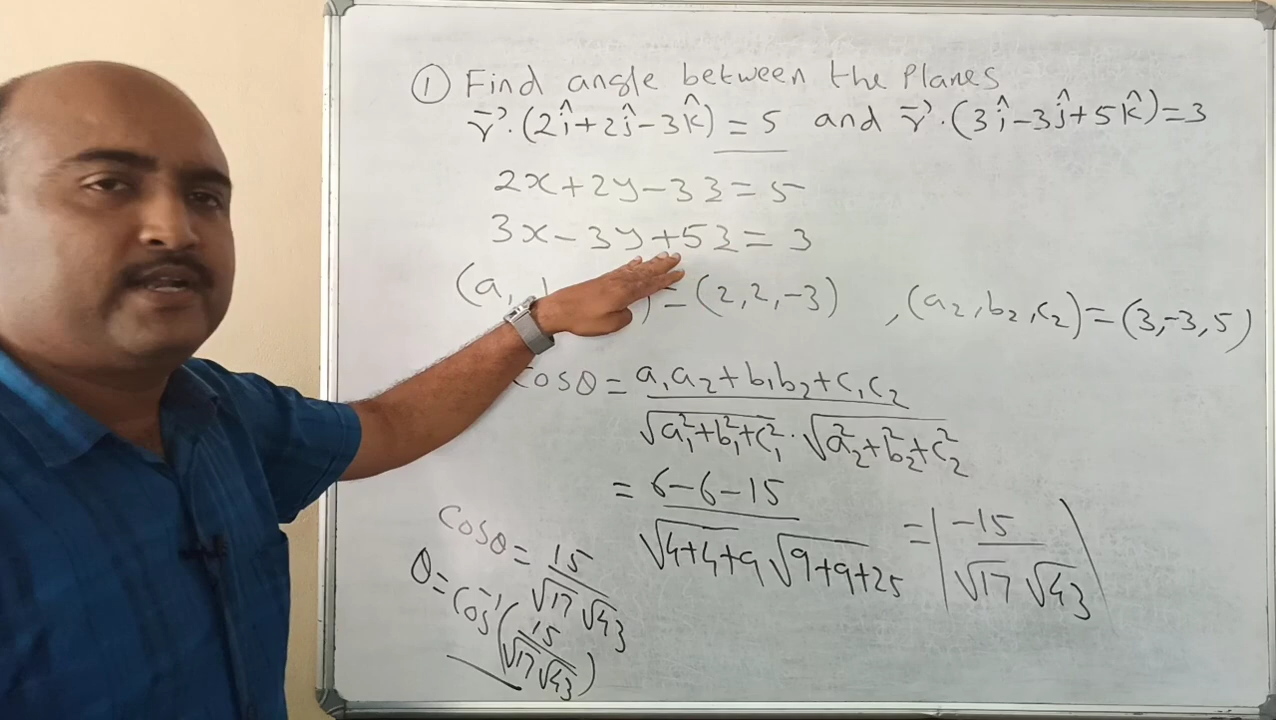 ① Find angle between the Planes
r⃗.(2î+2ĵ-3k̂)=5 and r⃗.(3î-3ĵ+5k̂)=3
2x+2y-3z=5
3x-3y+5z=3
(a, )=(2,2,-3) ,(a₂,b₂,c₂)=(3,-3,5)
cosθ = a₁a₂+b₁b₂+c₁c₂ / √a₁²+b₁²+c₁² . √a₂²+b₂²+c₂²
= 6-6-15 / √4+4+9 √9+9+25 = | -15 / √17 √43 |
cosθ = 15 / √17 √43
θ = cos⁻¹( 15 / √17 √43 )